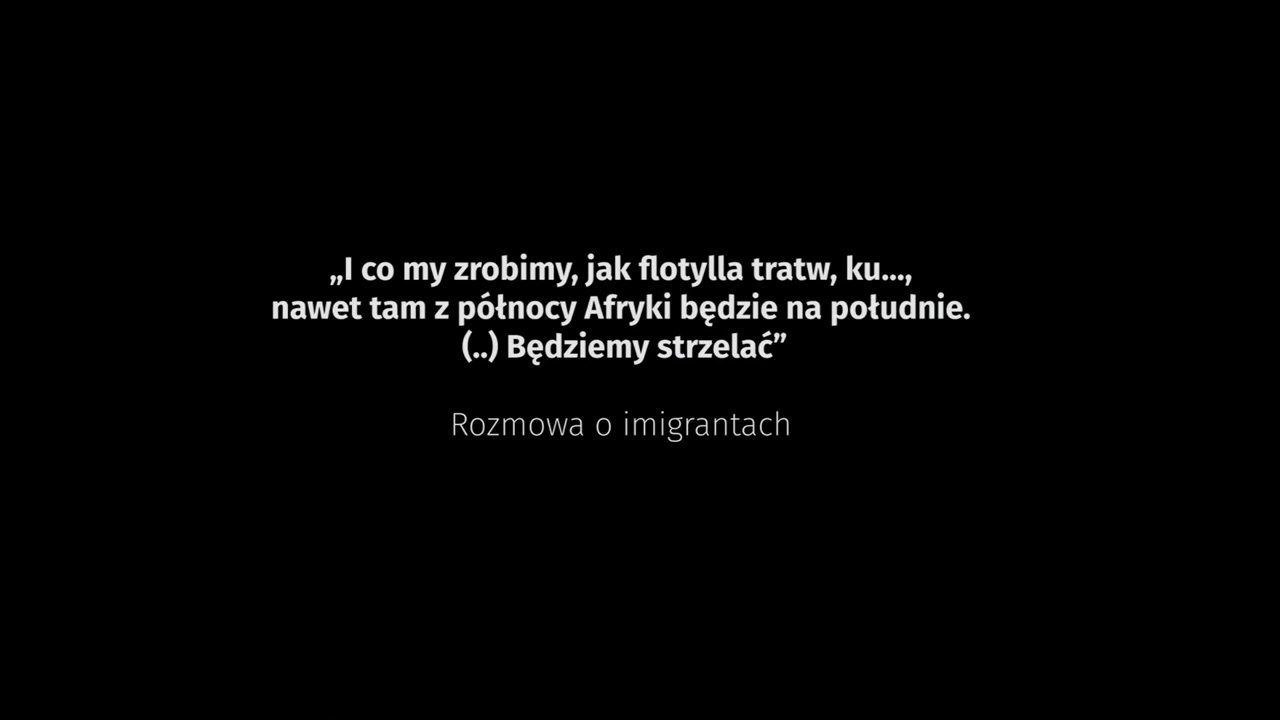 „I co my zrobimy, jak flotylla tratw, ku...,
nawet tam z północy Afryki będzie na południe.
(..) Będziemy strzelać”
Rozmowa o imigrantach